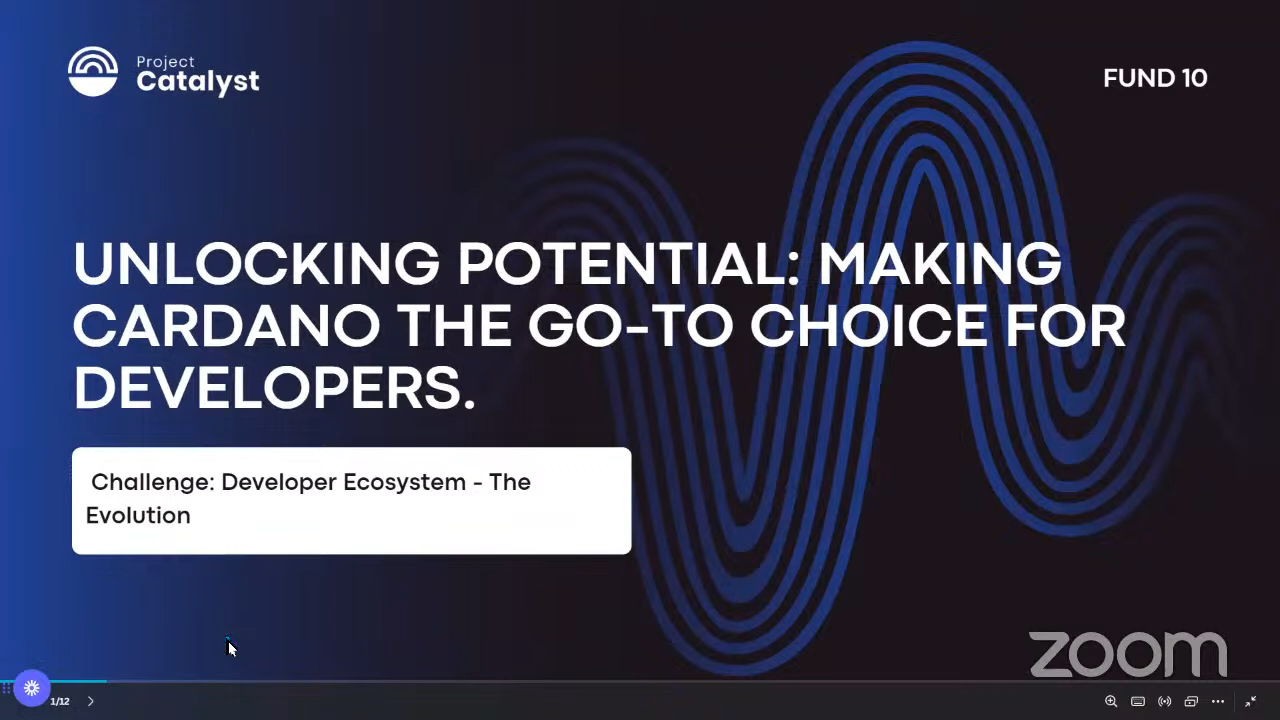 Project
Catalyst
FUND 10
UNLOCKING POTENTIAL: MAKING
CARDANO THE GO-TO CHOICE FOR
DEVELOPERS.
Challenge: Developer Ecosystem - The
Evolution
zoom
1/12